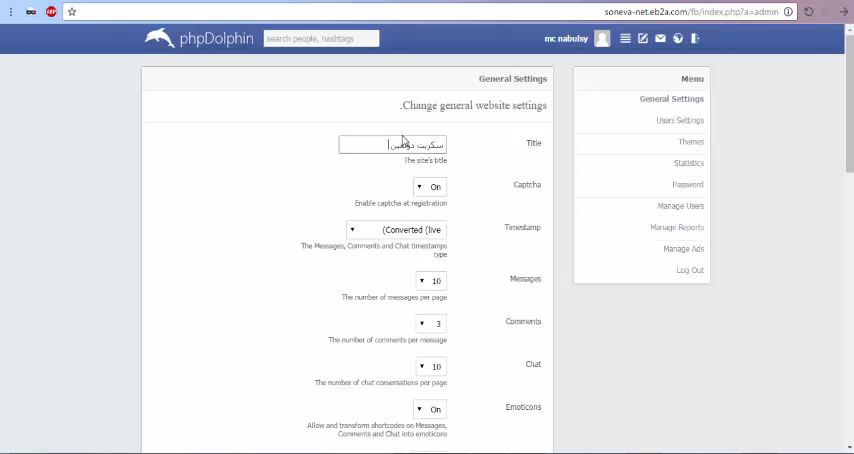 soneva-net.eb2a.com/fb/index.php?a=admin
ABP
phpDolphin
search people, hashtags
mc nabulsy
General Settings
.Change general website settings
Title
سكربت دولفين
The site's title
Captcha
On
Enable captcha at registration
Timestamp
(Converted (live
The Messages, Comments and Chat timestamps
type
Messages
10
The number of messages per page
Comments
3
The number of comments per message
Chat
10
The number of chat conversations per page
Emoticons
On
Allow and transform shortcodes on Messages,
Comments and Chat into emoticons
Menu
General Settings
Users Settings
Themes
Statistics
Password
Manage Users
Manage Reports
Manage Ads
Log Out